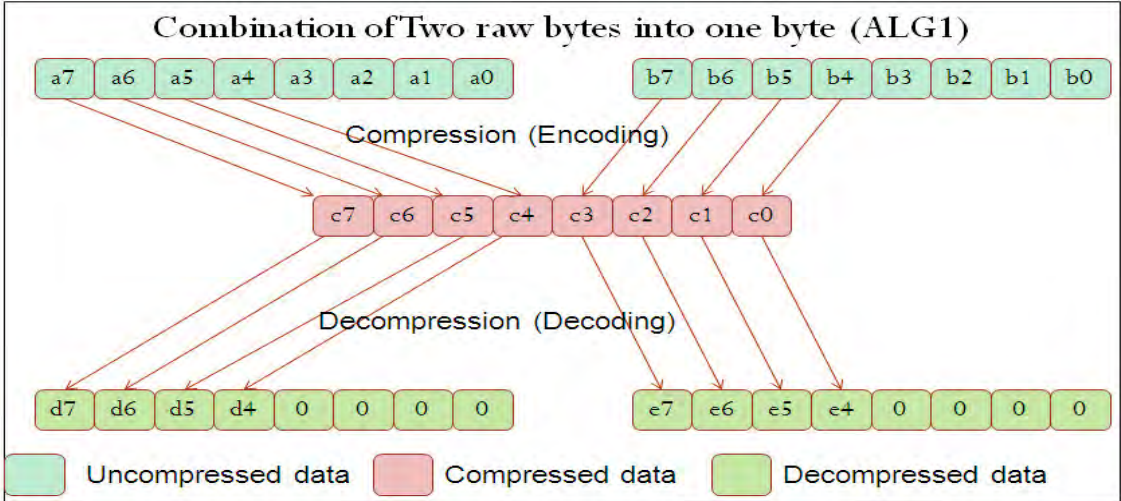 Combination of Two raw bytes into one byte (ALG1)
a7 a6 a5 a4 a3 a2 a1 a0 b7 b6 b5 b4 b3 b2 b1 b0
Compression (Encoding)
c7 c6 c5 c4 c3 c2 c1 c0
Decompression (Decoding)
d7 d6 d5 d4 0 0 0 0 e7 e6 e5 e4 0 0 0 0
Uncompressed data Compressed data Decompressed data